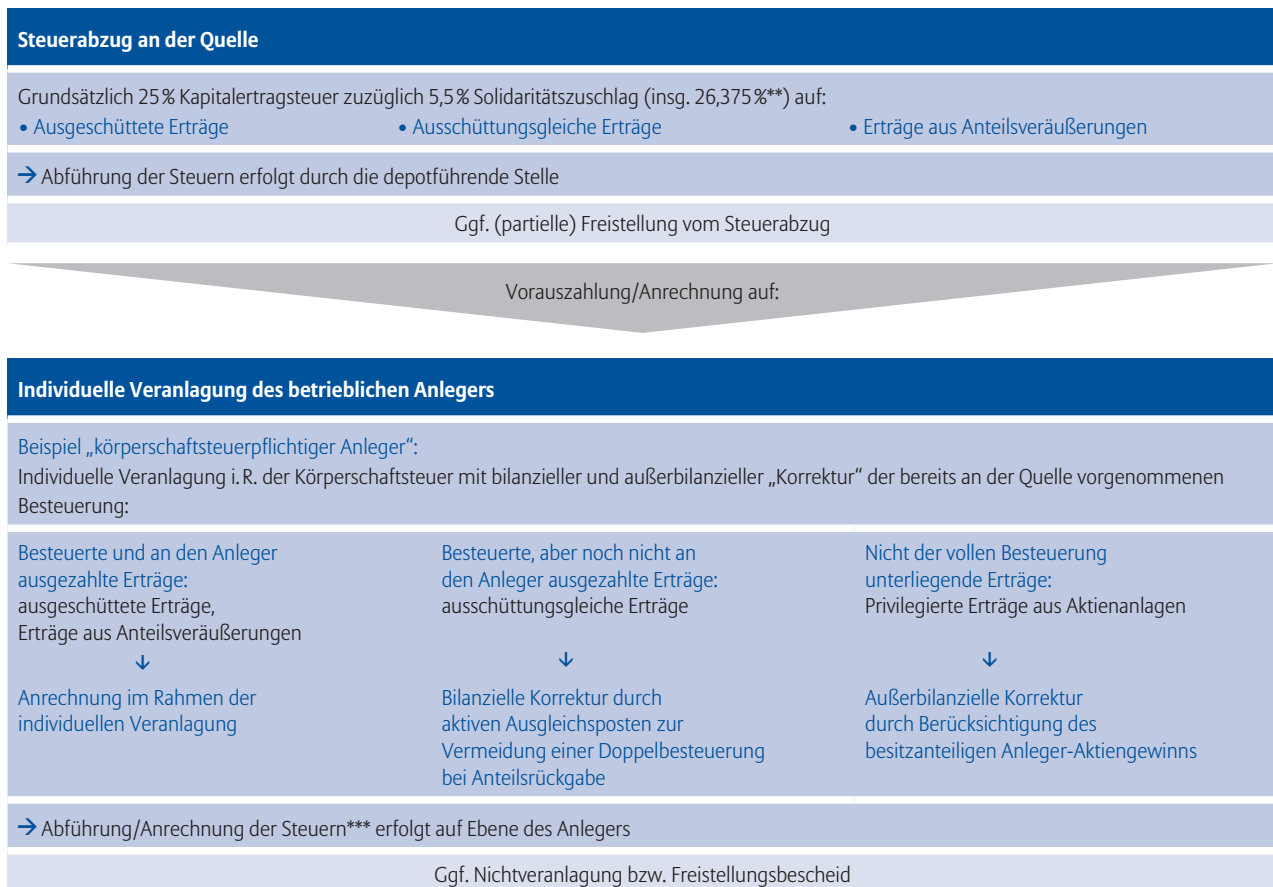 Steuerabzug an der Quelle
Grundsätzlich 25 % Kapitalertragsteuer zuzüglich 5,5 % Solidaritätszuschlag (insg. 26,375 %**) auf:
• Ausgeschüttete Erträge • Ausschüttungsgleiche Erträge • Erträge aus Anteilsveräußerungen
→ Abführung der Steuern erfolgt durch die depotführende Stelle
Ggf. (partielle) Freistellung vom Steuerabzug
Vorauszahlung/Anrechnung auf:
Individuelle Veranlagung des betrieblichen Anlegers
Beispiel „körperschaftsteuerpflichtiger Anleger“:
Individuelle Veranlagung i. R. der Körperschaftsteuer mit bilanzieller und außerbilanzieller „Korrektur“ der bereits an der Quelle vorgenommenen
Besteuerung:
Besteuerte und an den Anleger
ausgezahlte Erträge:
ausgeschüttete Erträge,
Erträge aus Anteilsveräußerungen
↓
Anrechnung im Rahmen der
individuellen Veranlagung
Besteuerte, aber noch nicht an
den Anleger ausgezahlte Erträge:
ausschüttungsgleiche Erträge
↓
Bilanzielle Korrektur durch
aktiven Ausgleichsposten zur
Vermeidung einer Doppelbesteuerung
bei Anteilsrückgabe
Nicht der vollen Besteuerung
unterliegende Erträge:
Privilegierte Erträge aus Aktienanlagen
↓
Außerbilanzielle Korrektur
durch Berücksichtigung des
besitzanteiligen Anleger-Aktiengewinns
→ Abführung/Anrechnung der Steuern*** erfolgt auf Ebene des Anlegers
Ggf. Nichtveranlagung bzw. Freistellungsbescheid